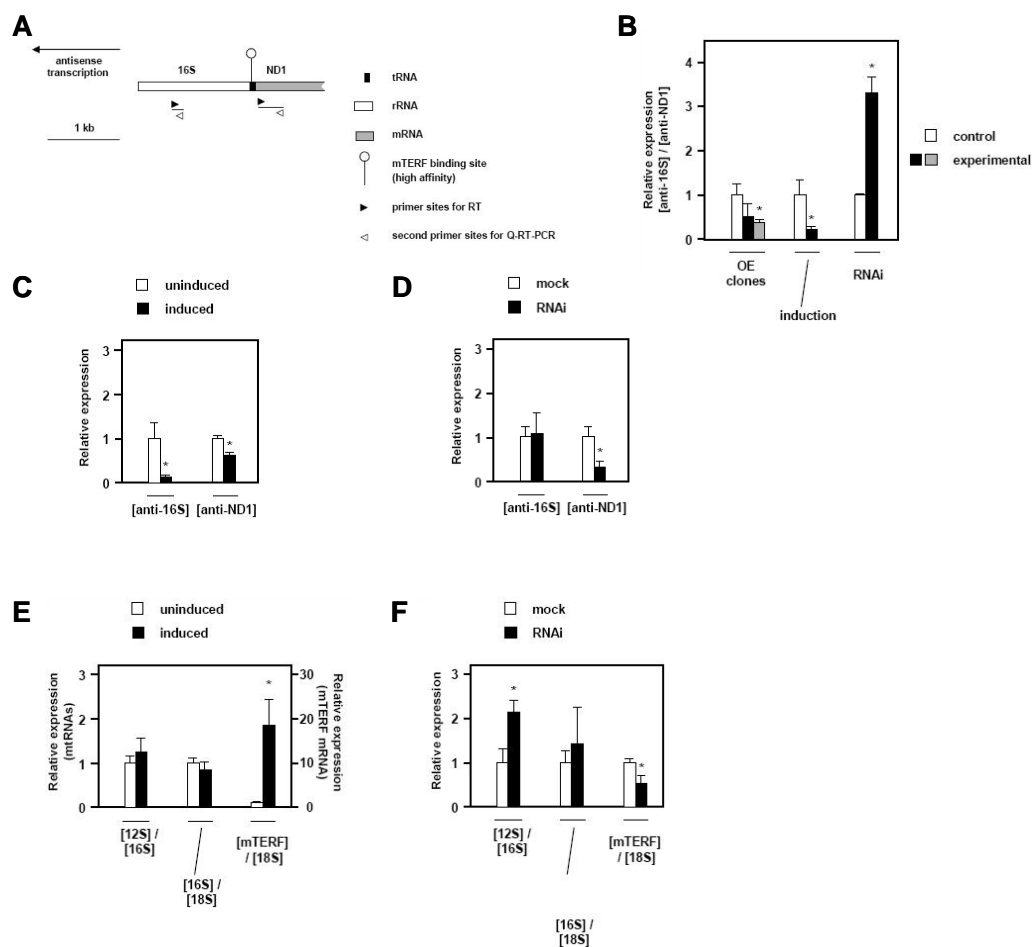 A
antisense
transcription
16S
ND1
1 kb
tRNA
rRNA
mRNA
mTERF binding site
(high affinity)
primer sites for RT
second primer sites for Q-RT-PCR
B
Relative expression
[anti-16S] / [anti-ND1]
4
3
2
1
0
*
*
*
OE
clones
induction
RNAi
control
experimental
C
uninduced
induced
Relative expression
3
2
1
0
*
*
[anti-16S]
[anti-ND1]
D
mock
RNAi
Relative expression
3
2
1
0
*
[anti-16S]
[anti-ND1]
E
uninduced
induced
Relative expression
(mtRNAs)
3
2
1
0
*
30
20
10
0
Relative expression
(mTERF mRNA)
[12S] /
[16S]
[16S] /
[18S]
[mTERF]
/ [18S]
F
mock
RNAi
Relative expression
3
2
1
0
*
*
[12S] /
[16S]
[16S] /
[18S]
[mTERF]
/ [18S]